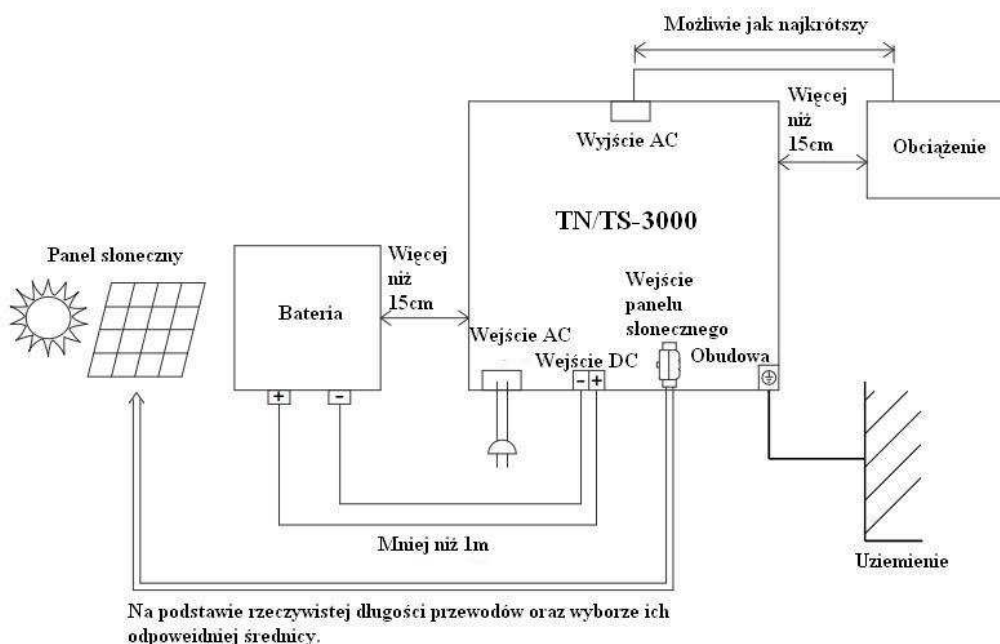 Możliwie jak najkrótszy
Więcej
niż
15cm
Wyjście AC
Obciążenie
TN/TS-3000
Panel słoneczny
Więcej
niż
15cm
Wejście
panelu
słonecznego
Bateria
Wejście AC
Wejście DC
Obudowa
- +
+ -
Mniej niż 1m
Uziemienie
Na podstawie rzeczywistej długości przewodów oraz wyborze ich
odpoweidniej średnicy.